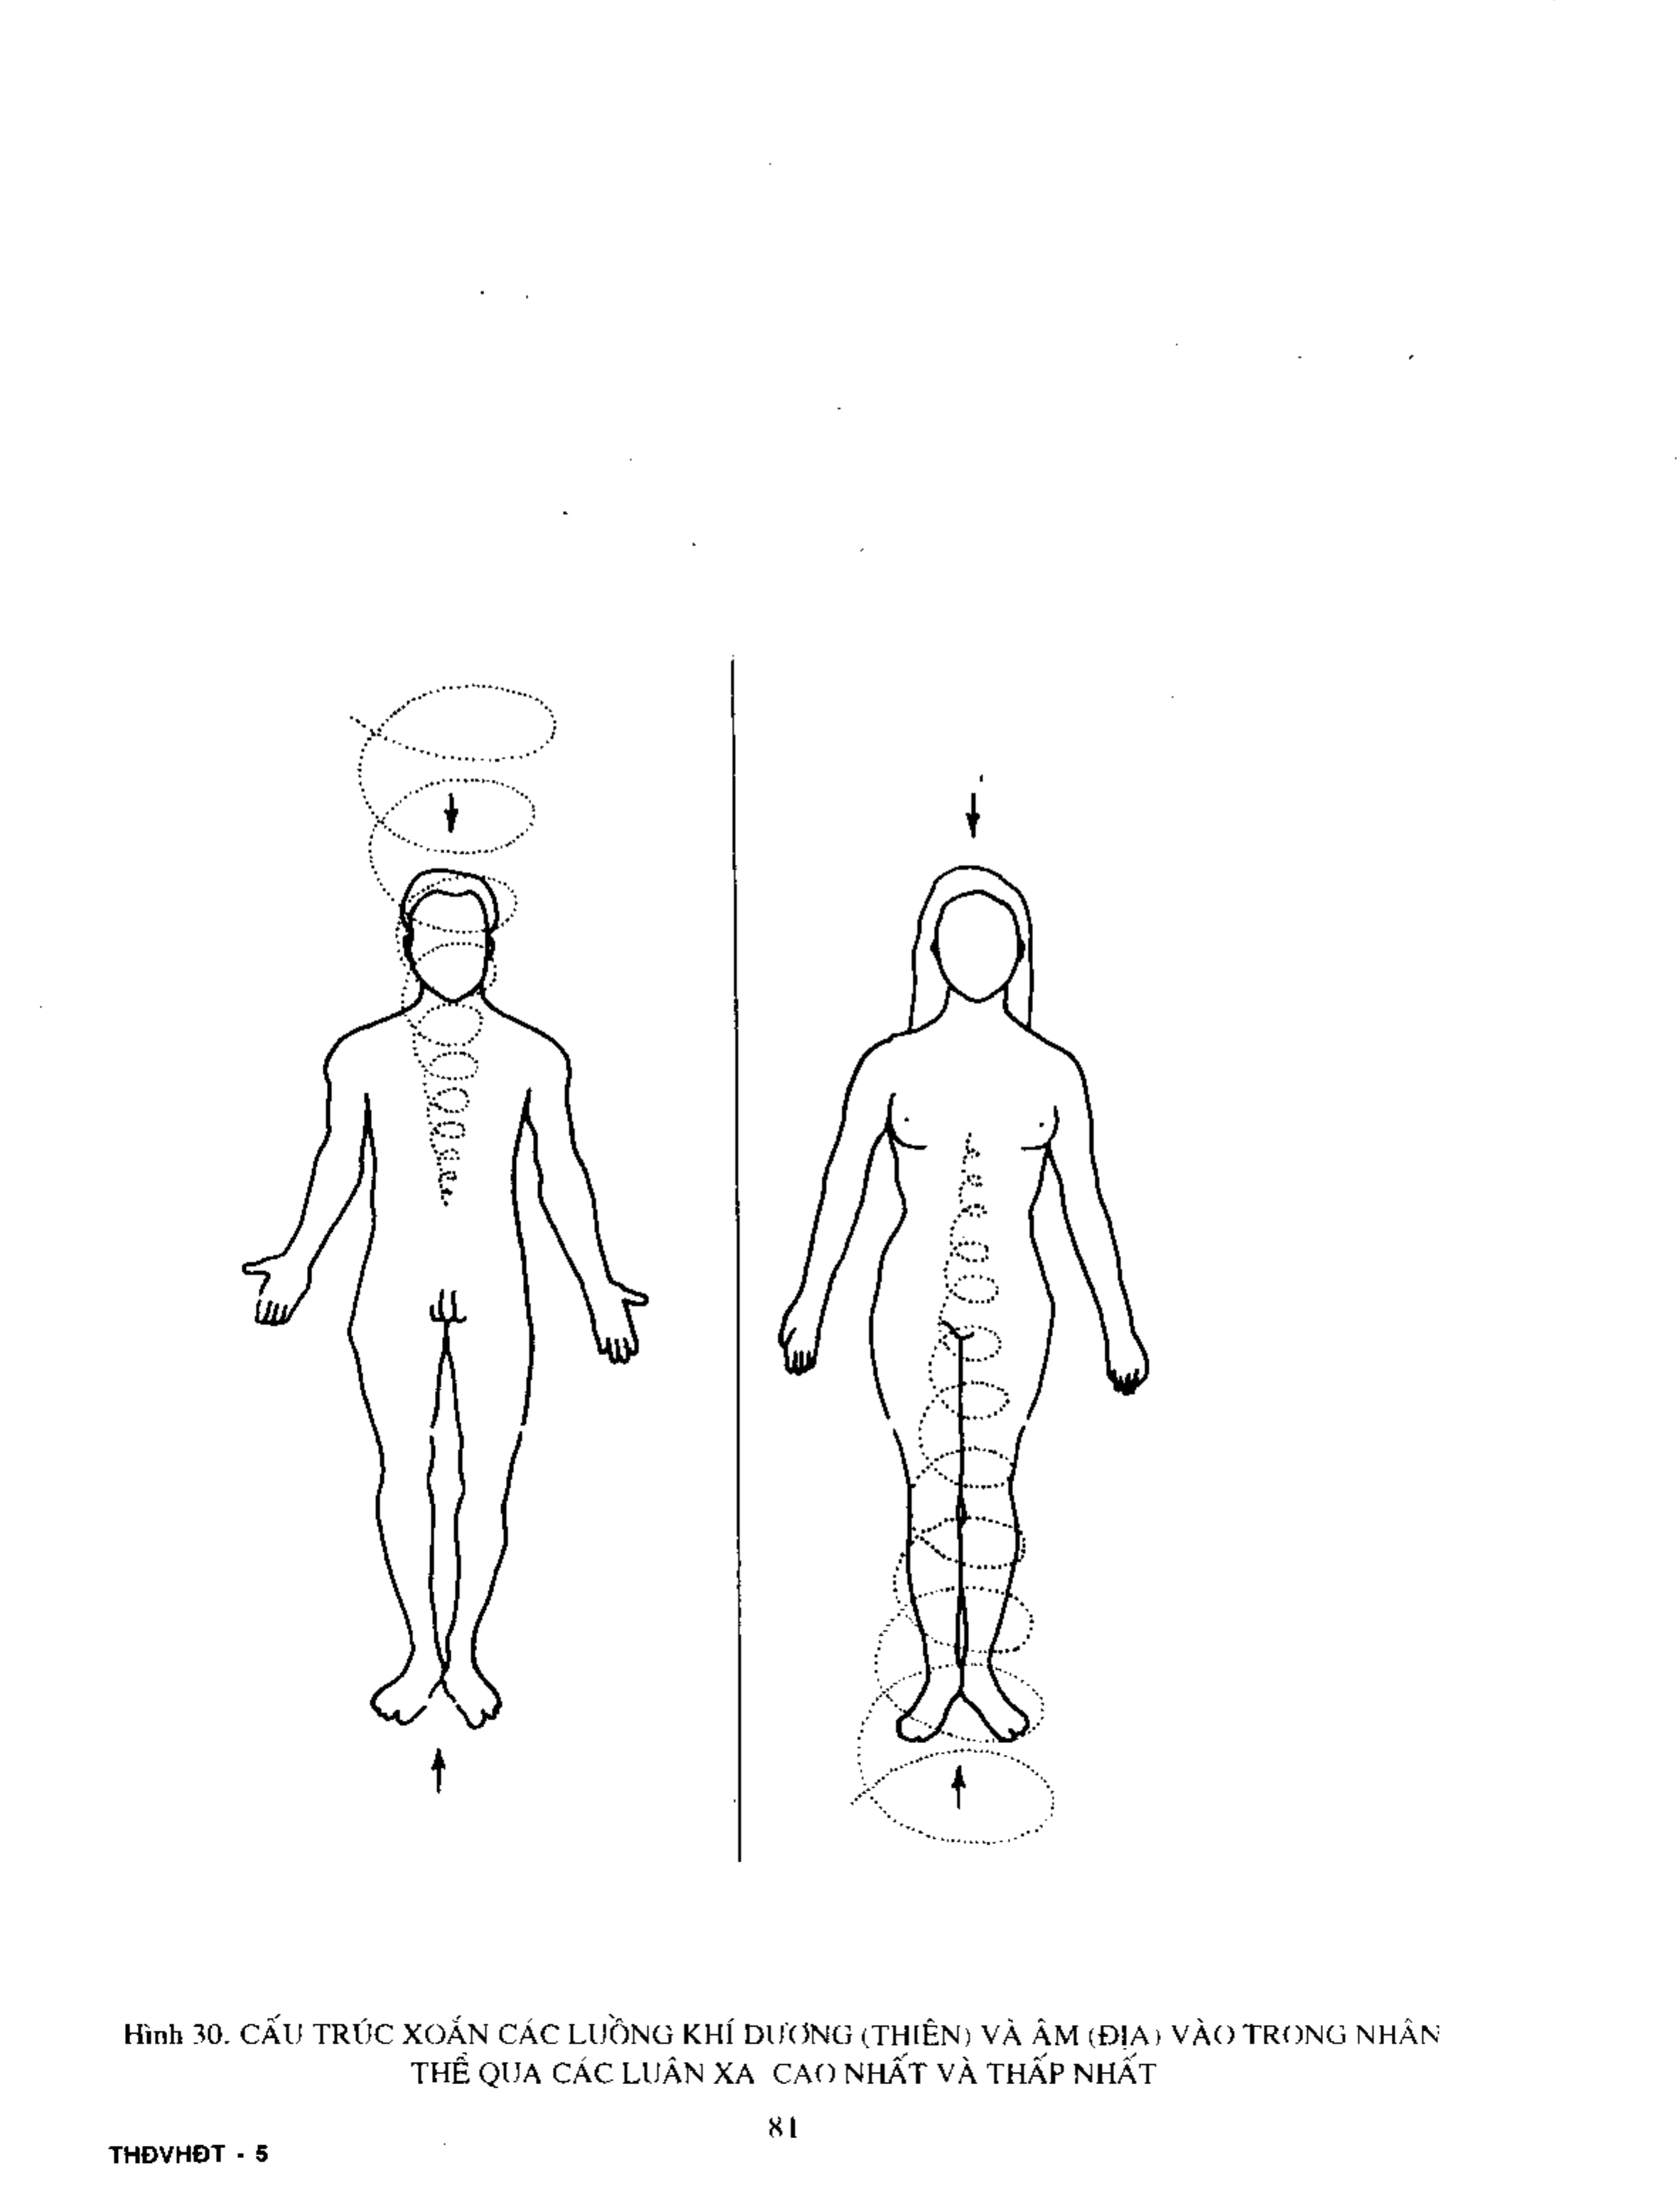 Hình 30. CẤU TRÚC XOẮN CÁC LUỒNG KHÍ DƯƠNG (THIÊN) VÀ ÂM (ĐỊA) VÀO TRONG NHÂN
THỂ QUA CÁC LUÂN XA CAO NHẤT VÀ THẤP NHẤT
81
THĐVHĐT - 5